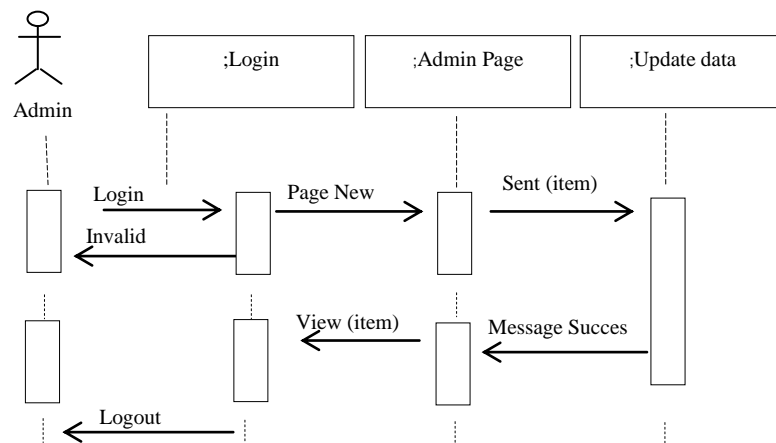 ;Login
;Admin Page
;Update data
Admin
Login
Page New
Sent (item)
Invalid
View (item)
Message Succes
Logout